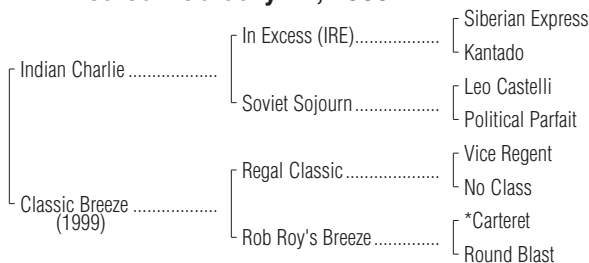 Siberian Express
In Excess (IRE)
Kantado
Indian Charlie
Leo Castelli
Soviet Sojourn
Political Parfait
Vice Regent
Regal Classic
No Class
Classic Breeze
(1999)
*Carteret
Rob Roy's Breeze
Round Blast